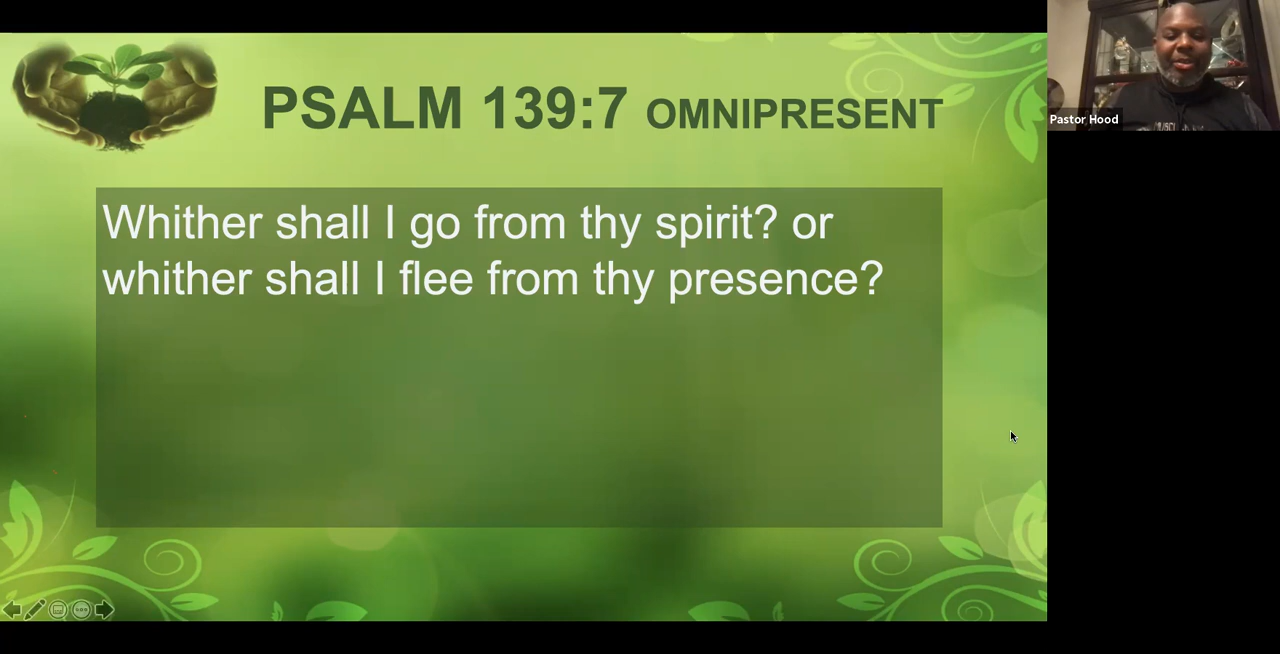 PSALM 139:7 OMNIPRESENT
Whither shall I go from thy spirit? or
whither shall I flee from thy presence?
Pastor Hood